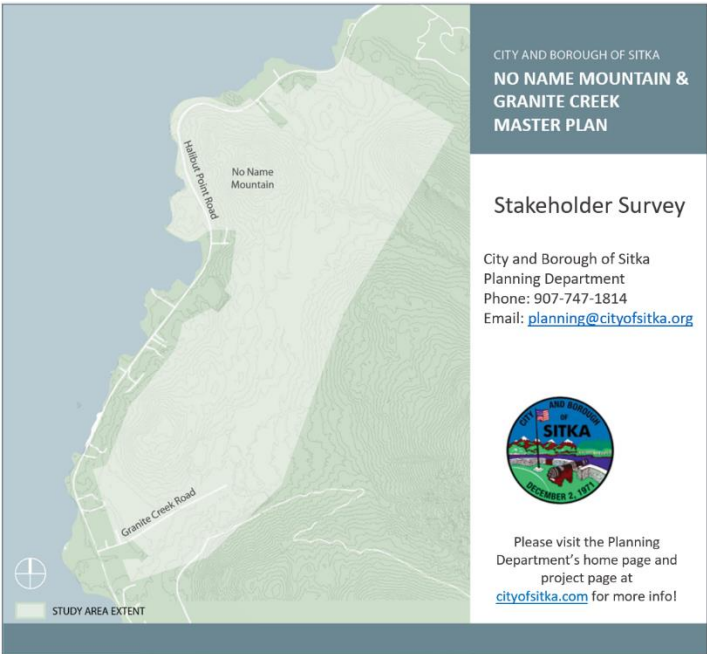 CITY AND BOROUGH OF SITKA
NO NAME MOUNTAIN &
GRANITE CREEK
MASTER PLAN
Stakeholder Survey
City and Borough of Sitka
Planning Department
Phone: 907-747-1814
Email: planning@cityofsitka.org
CITY AND BOROUGH
OF
SITKA
DECEMBER 2, 1971
Please visit the Planning
Department's home page and
project page at
cityofsitka.com for more info!
Halibut Point Road
No Name
Mountain
Granite Creek Road
STUDY AREA EXTENT